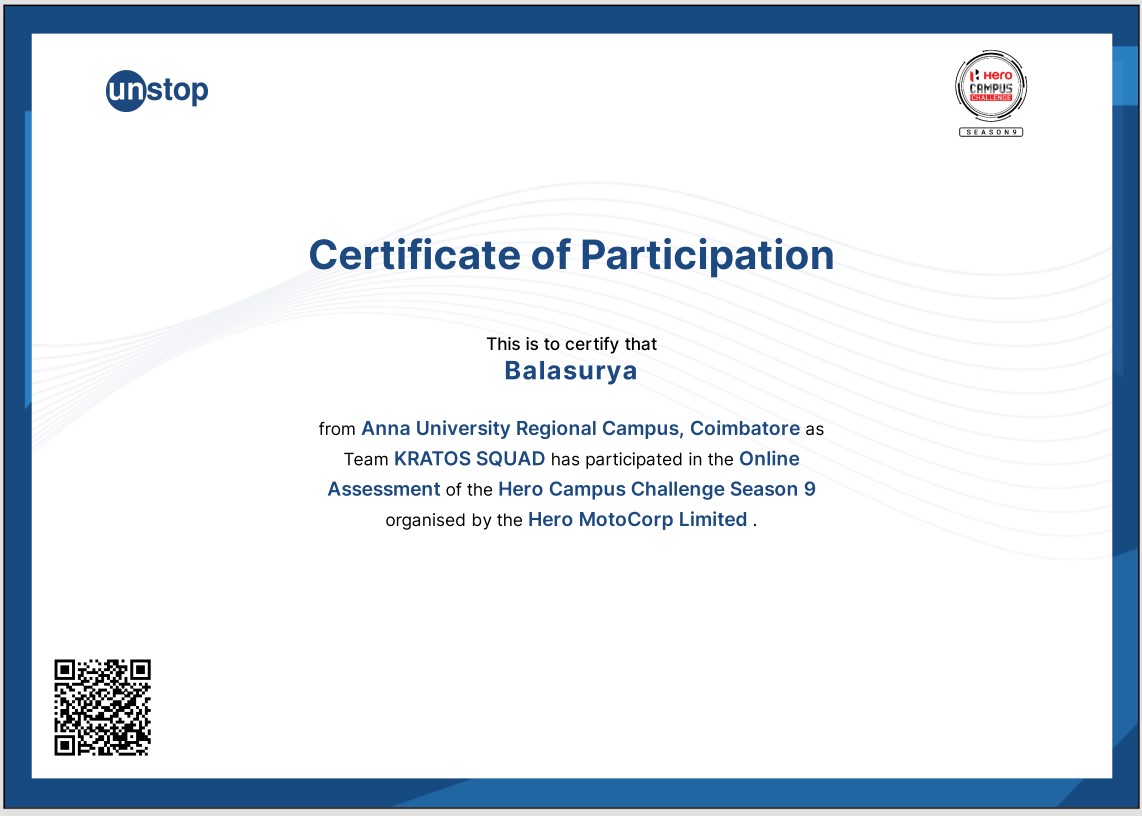 unstop
Hero
CAMPUS
CHALLENGE
SEASON 9
Certificate of Participation
This is to certify that
Balasurya
from Anna University Regional Campus, Coimbatore as
Team KRATOS SQUAD has participated in the Online
Assessment of the Hero Campus Challenge Season 9
organised by the Hero MotoCorp Limited .